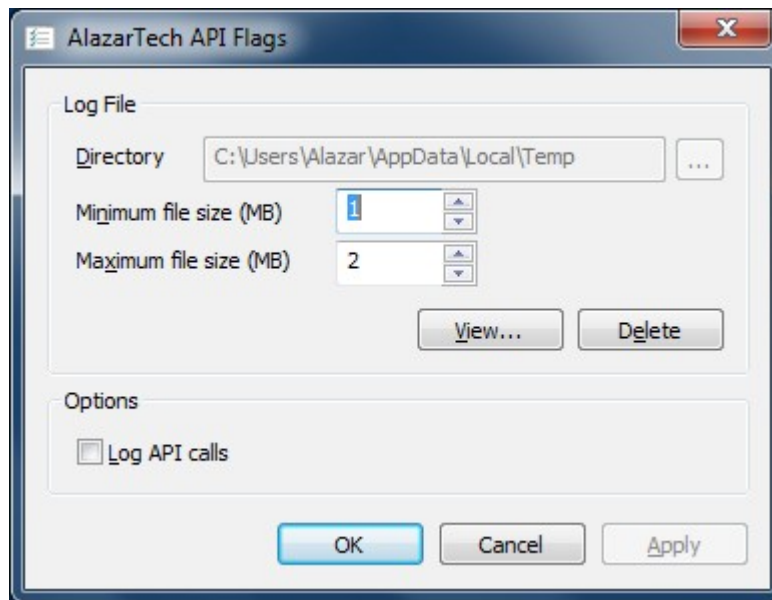 AlazarTech API Flags
Log File
Directory C:\Users\Alazar\AppData\Local\Temp ...
Minimum file size (MB) 1
Maximum file size (MB) 2
View... Delete
Options
Log API calls
OK Cancel Apply